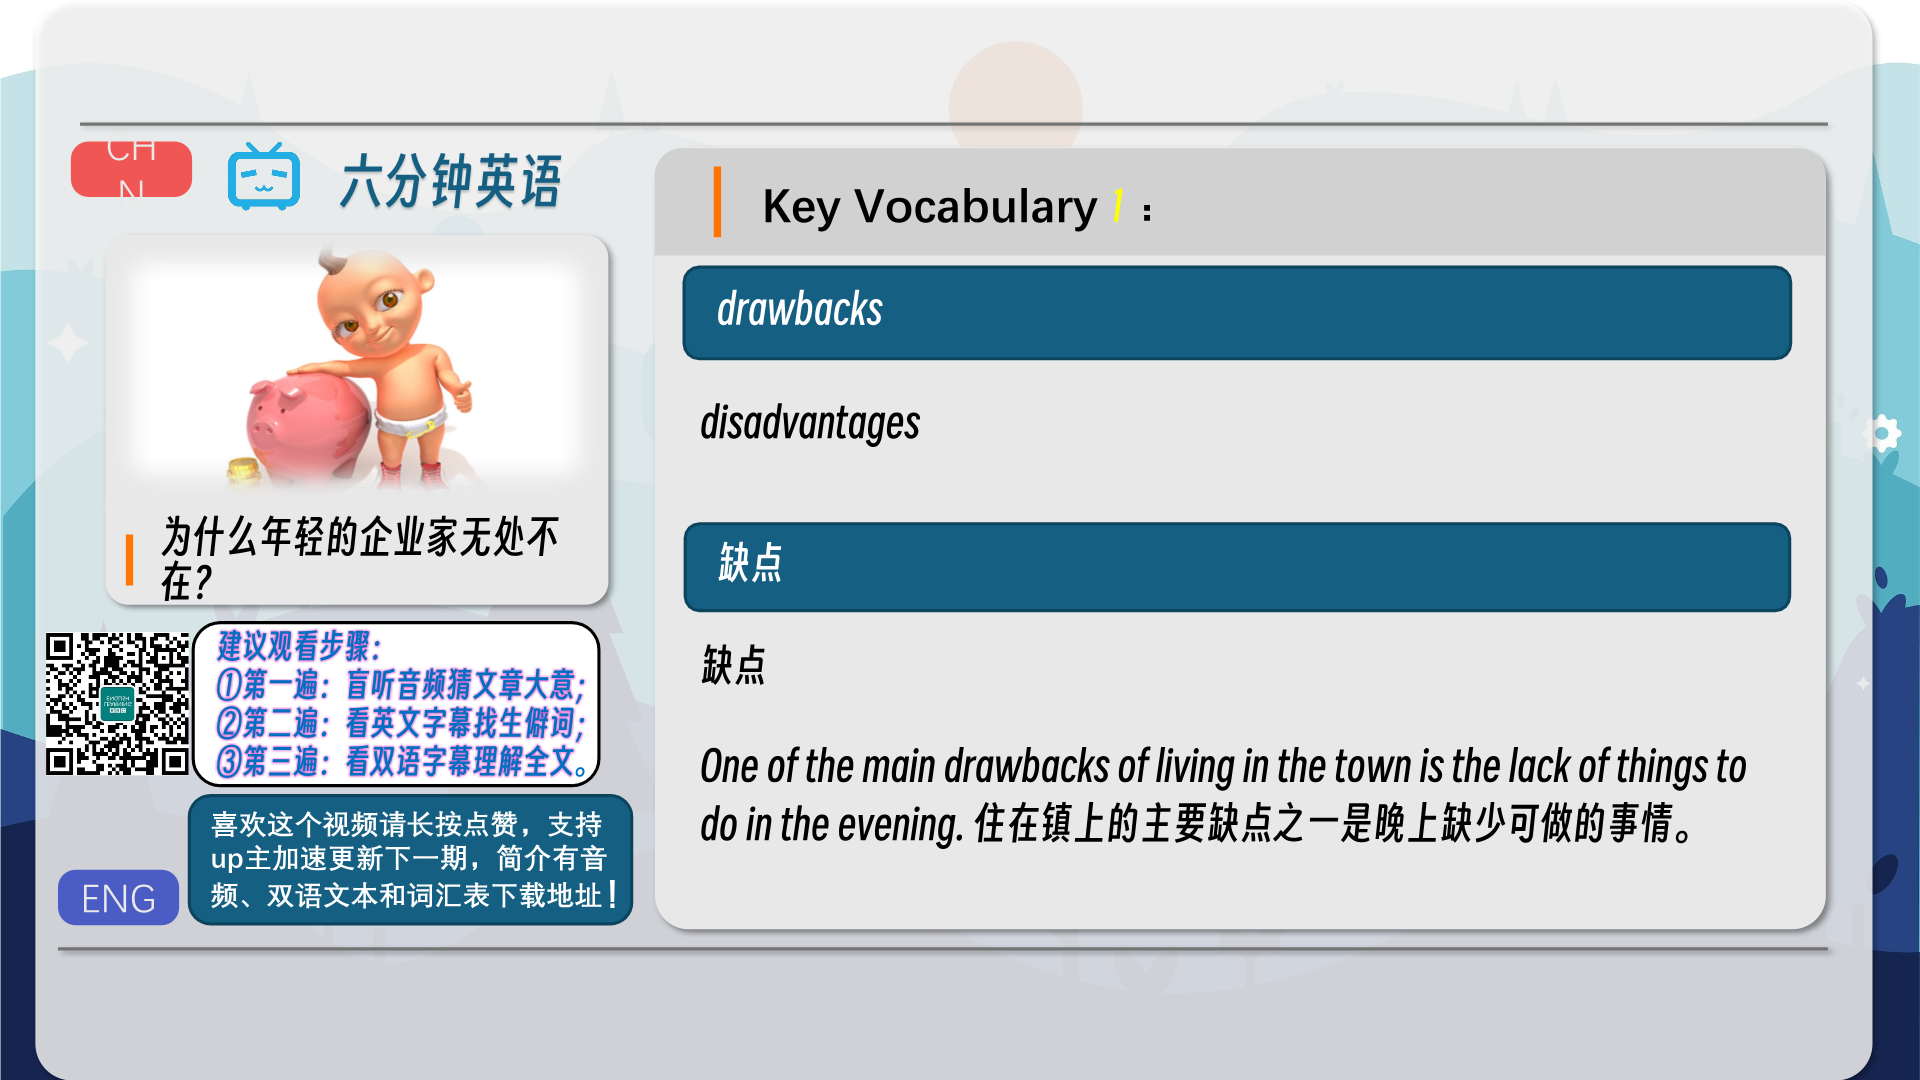 CH
N
六分钟英语
为什么年轻的企业家无处不
在？
建议观看步骤：
①第一遍：盲听音频猜文章大意；
②第二遍：看英文字幕找生僻词；
③第三遍：看双语字幕理解全文。
喜欢这个视频请长按点赞，支持
up主加速更新下一期，简介有音
频、双语文本和词汇表下载地址！
ENG
Key Vocabulary 1：
drawbacks
disadvantages
缺点
缺点
One of the main drawbacks of living in the town is the lack of things to
do in the evening. 住在镇上的主要缺点之一是晚上缺少可做的事情。